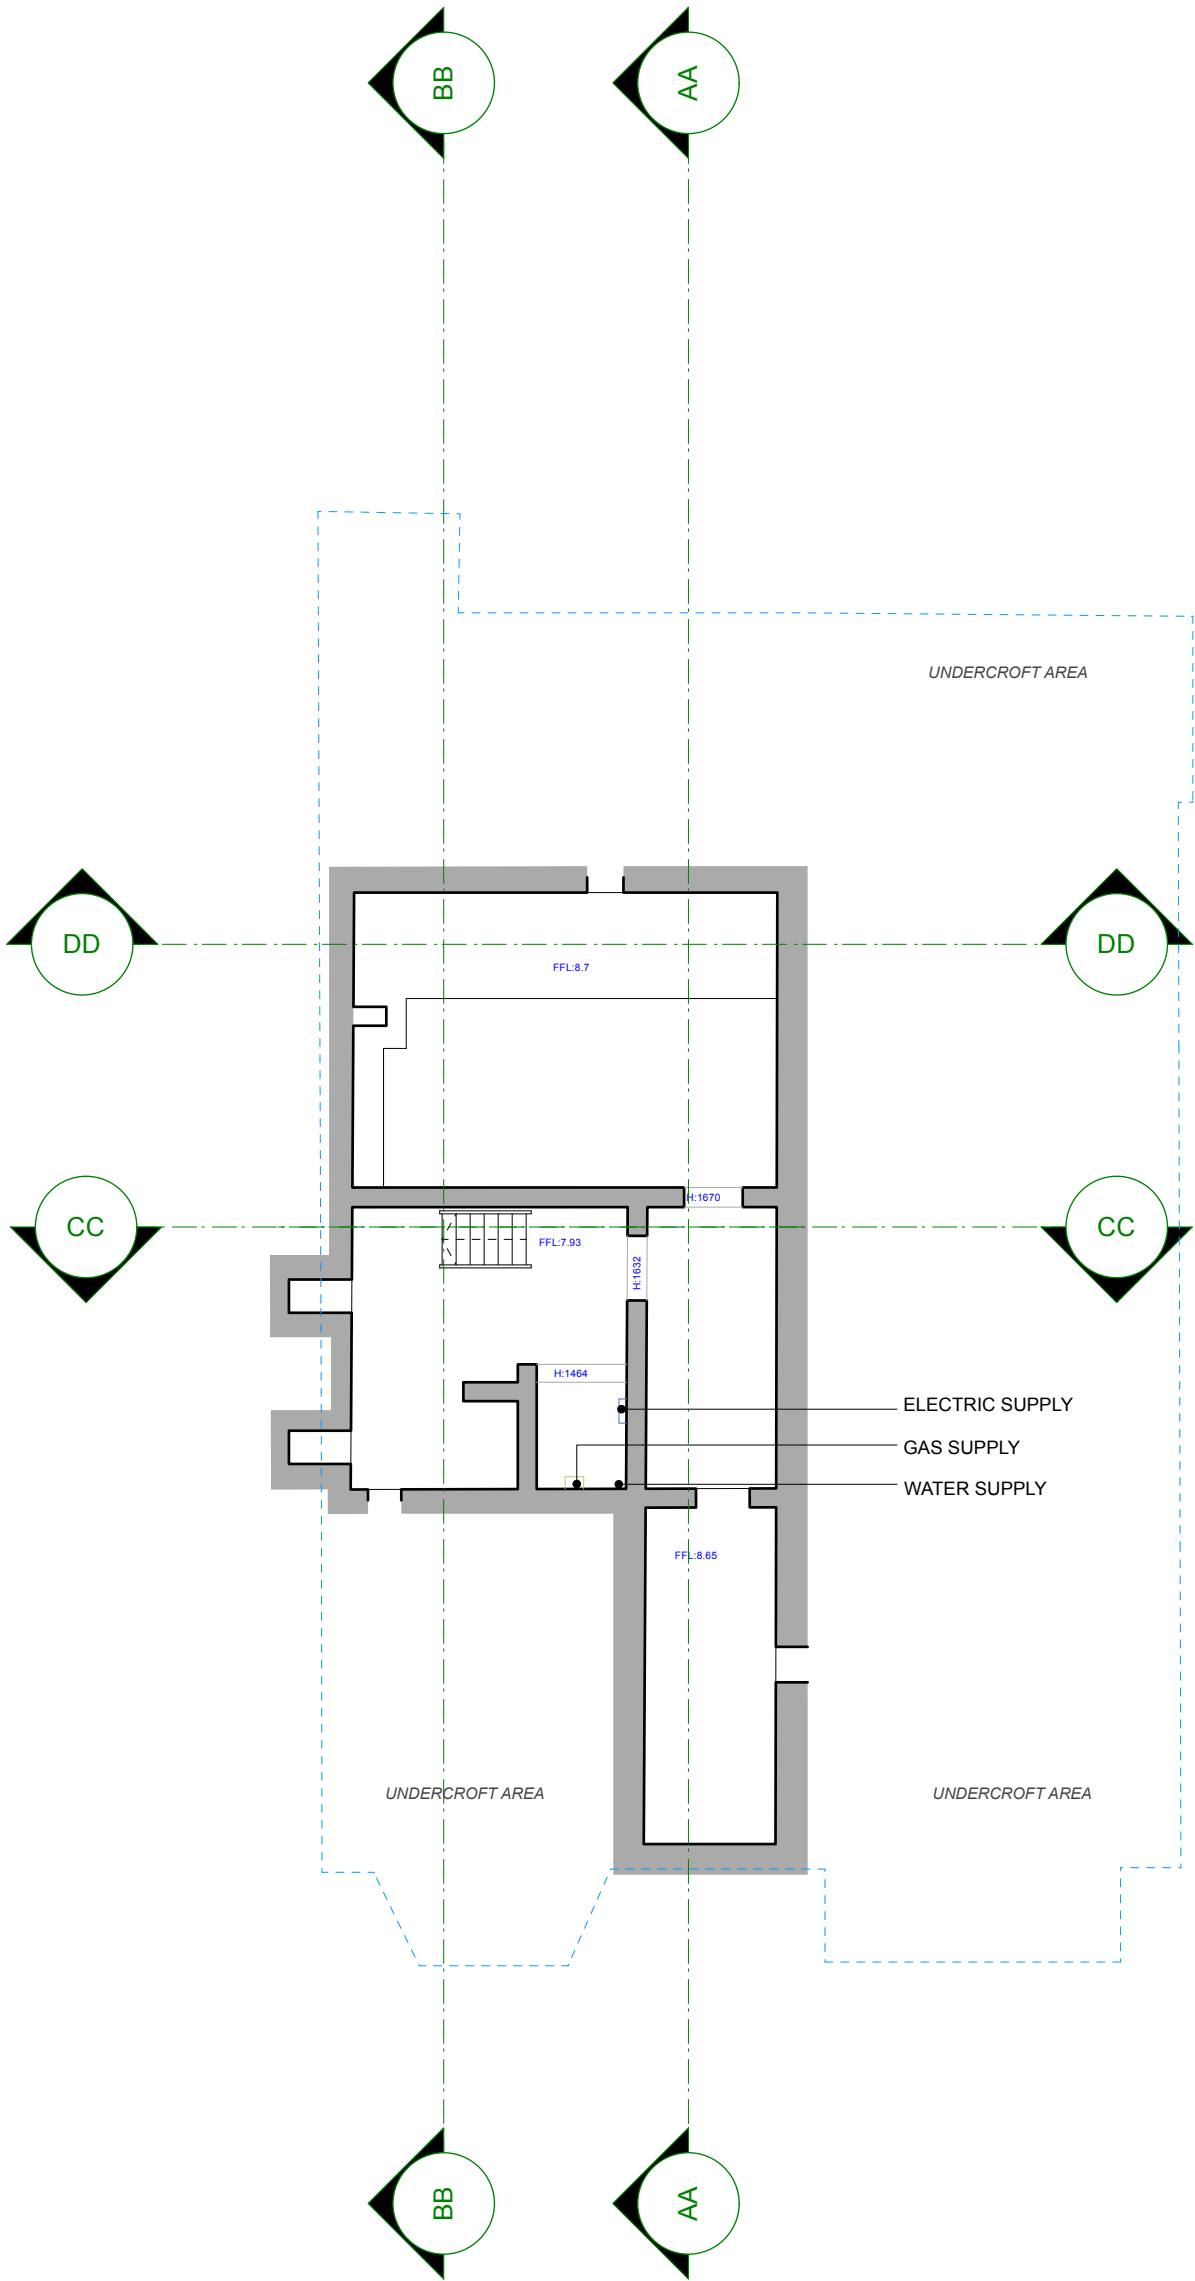 BB
AA
UNDERCROFT AREA
DD
DD
FFL:8.7
H:1670
CC
CC
FFL:7.93
H:1632
H:1464
ELECTRIC SUPPLY
GAS SUPPLY
WATER SUPPLY
FFL:8.65
UNDERCROFT AREA
UNDERCROFT AREA
BB
AA